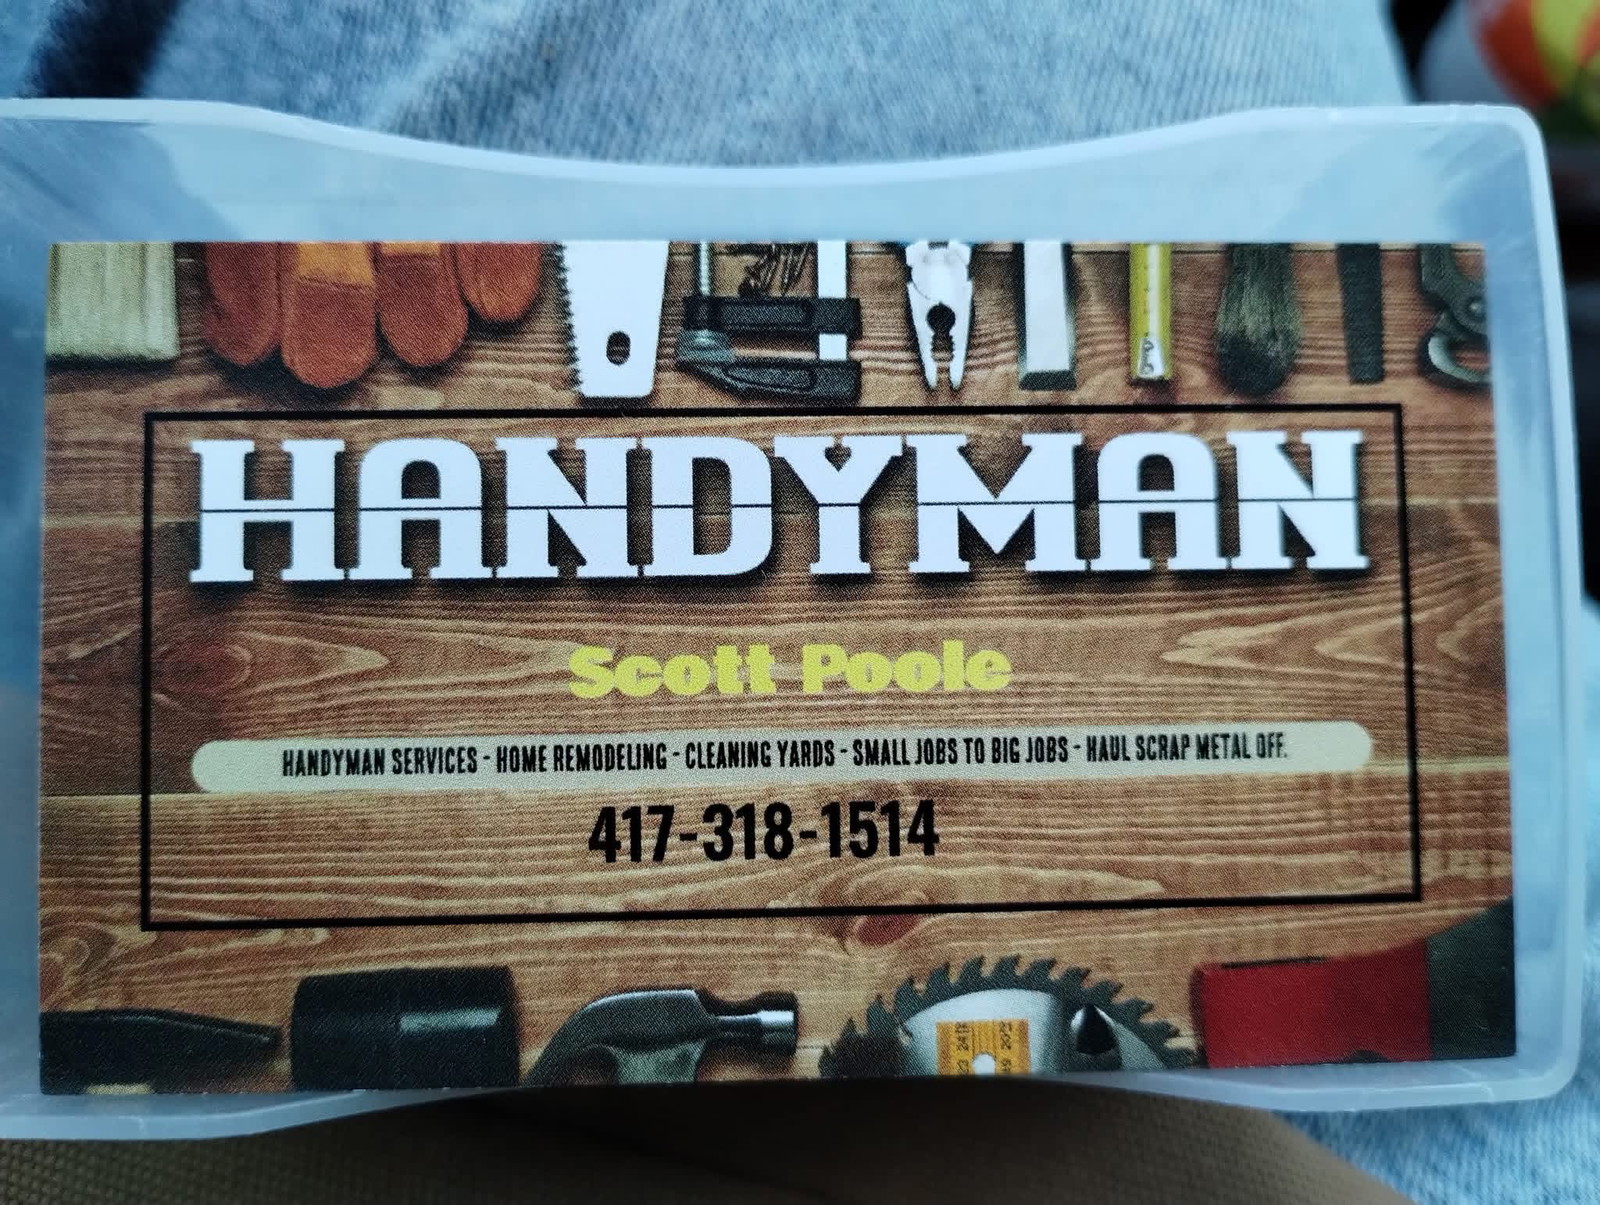 HANDYMAN
Scott Poole
HANDYMAN SERVICES - HOME REMODELING - CLEANING YARDS - SMALL JOBS TO BIG JOBS - HAUL SCRAP METAL OFF.
417-318-1514